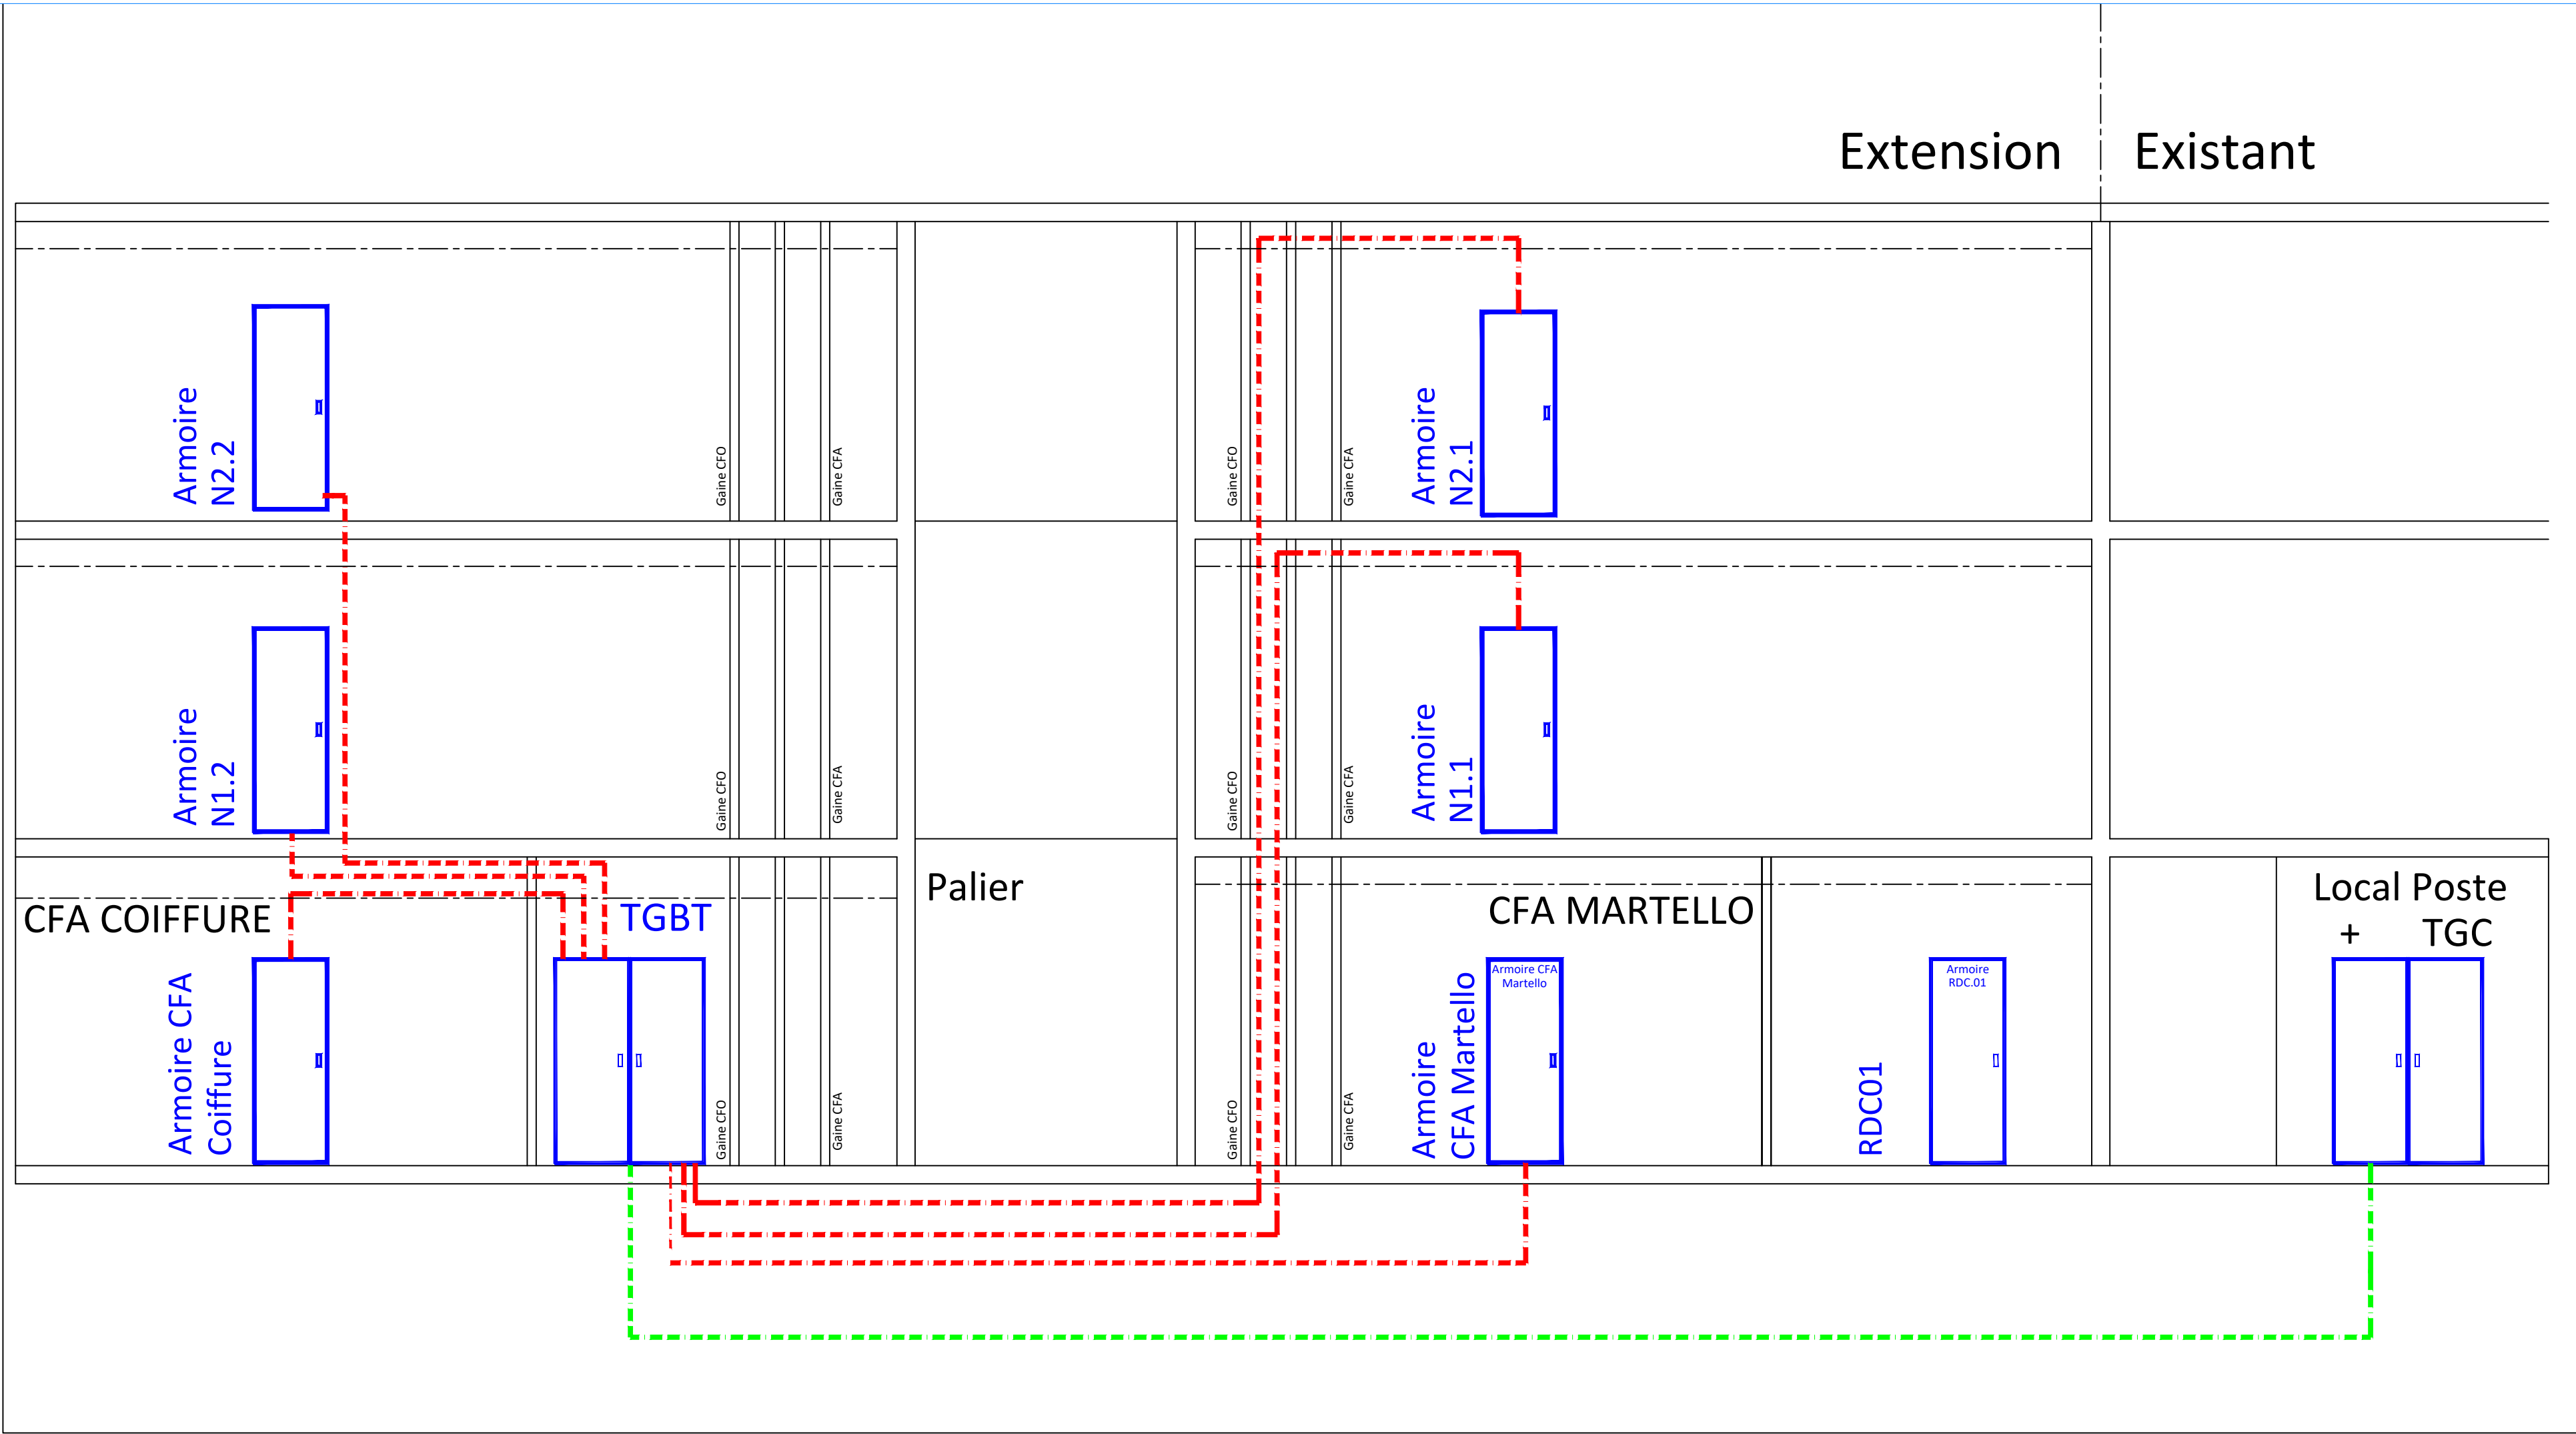 Extension
Existant
Armoire
N2.2
Gaine CFO
Gaine CFA
Gaine CFO
Gaine CFA
Armoire
N2.1
Armoire
N1.2
Gaine CFO
Gaine CFA
Gaine CFO
Gaine CFA
Armoire
N1.1
CFA COIFFURE
TGBT
Palier
CFA MARTELLO
Local Poste
+ TGC
Armoire CFA
Coiffure
Gaine CFO
Gaine CFA
Gaine CFO
Gaine CFA
Armoire
CFA Martello
Armoire CFA
Martello
RDC01
Armoire
RDC.01